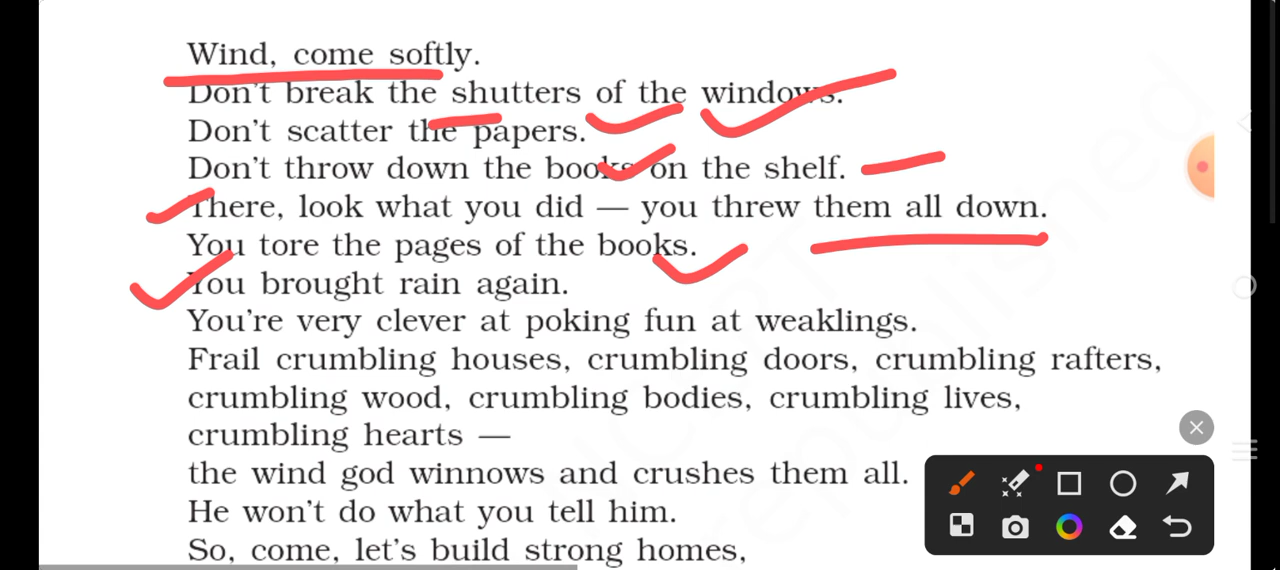 Wind, come softly.
Don't break the shutters of the windows.
Don't scatter the papers.
Don't throw down the books on the shelf.
There, look what you did — you threw them all down.
You tore the pages of the books.
You brought rain again.
You're very clever at poking fun at weaklings.
Frail crumbling houses, crumbling doors, crumbling rafters,
crumbling wood, crumbling bodies, crumbling lives,
crumbling hearts —
the wind god winnows and crushes them all.
He won't do what you tell him.
So, come, let's build strong homes,